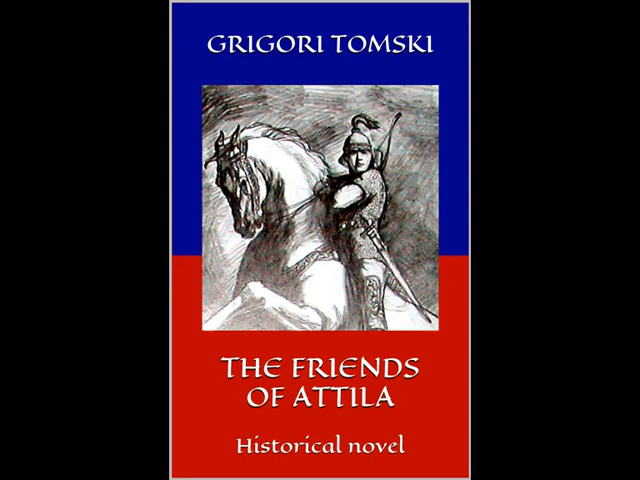 GRIGORI TOMSKI
THE FRIENDS
OF ATTILA
Historical novel